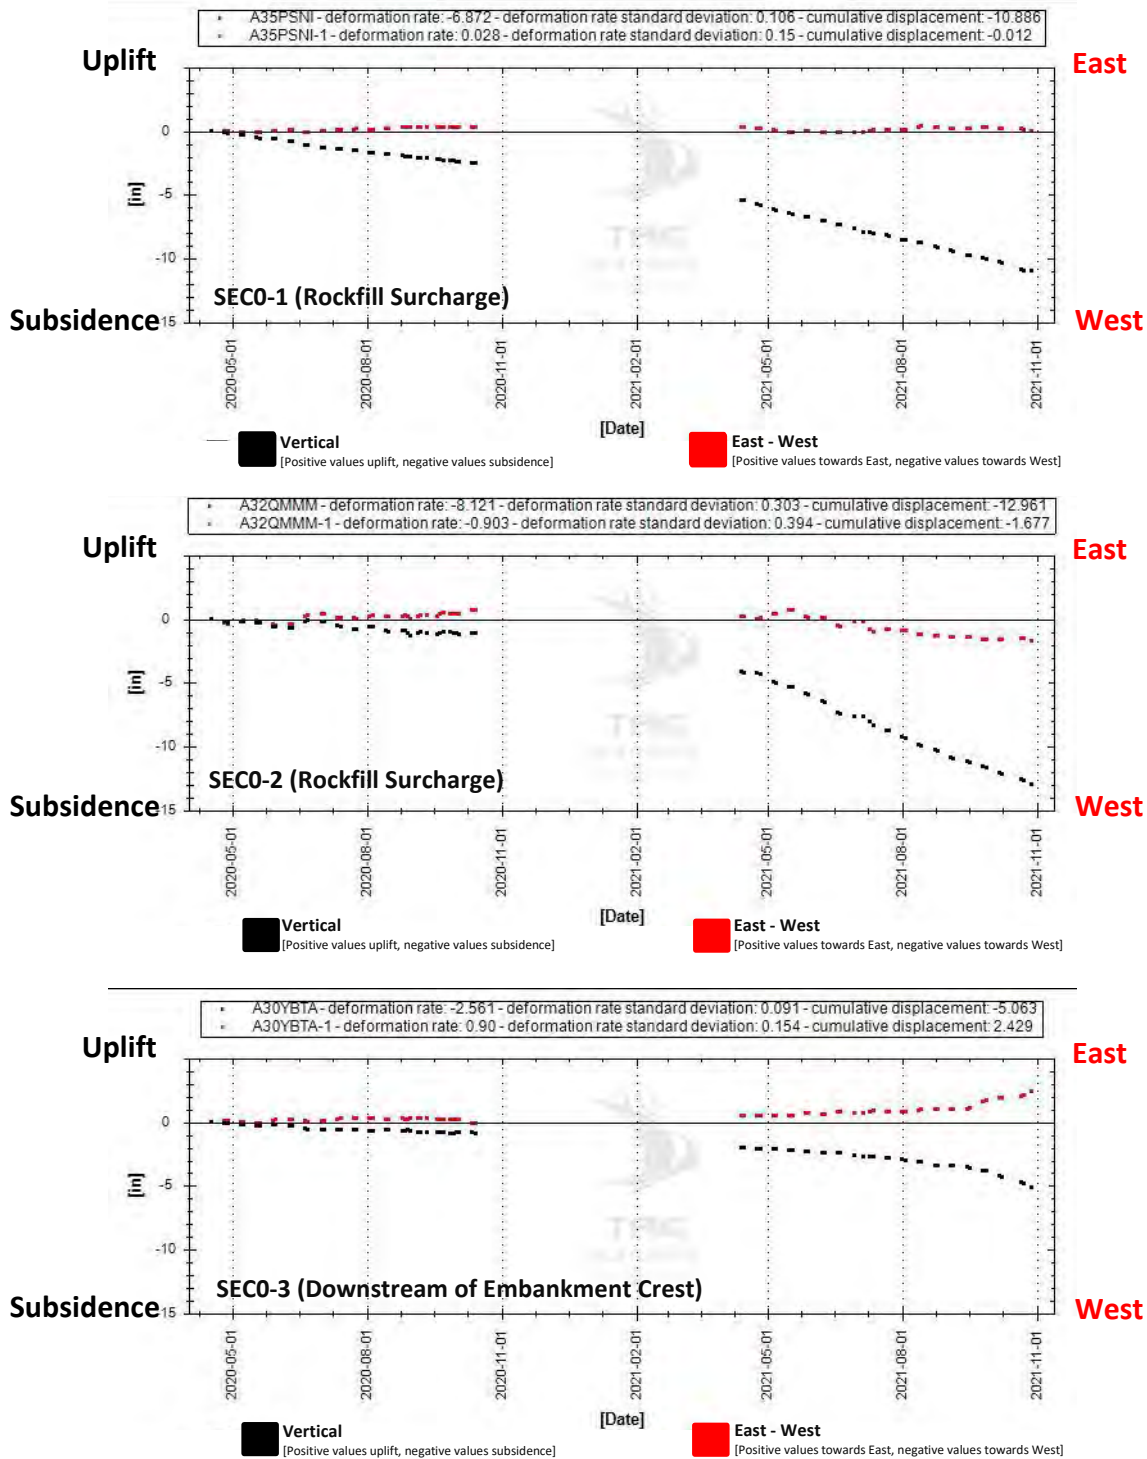 A35PSNI - deformation rate: -6.872 - deformation rate standard deviation: 0.106 - cumulative displacement: -10.886
A35PSNI-1 - deformation rate: 0.028 - deformation rate standard deviation: 0.15 - cumulative displacement: -0.012
Uplift
East
0
-5
-10
-15
[in]
SEC0-1 (Rockfill Surcharge)
Subsidence
West
2020-05-01
2020-08-01
2020-11-01
2021-02-01
2021-05-01
2021-08-01
2021-11-01
[Date]
Vertical
[Positive values uplift, negative values subsidence]
East - West
[Positive values towards East, negative values towards West]
A32QMMM - deformation rate: -8.121 - deformation rate standard deviation: 0.303 - cumulative displacement: -12.961
A32QMMM-1 - deformation rate: -0.903 - deformation rate standard deviation: 0.394 - cumulative displacement: -1.677
Uplift
East
0
-5
-10
-15
[in]
SEC0-2 (Rockfill Surcharge)
Subsidence
West
2020-05-01
2020-08-01
2020-11-01
2021-02-01
2021-05-01
2021-08-01
2021-11-01
[Date]
Vertical
[Positive values uplift, negative values subsidence]
East - West
[Positive values towards East, negative values towards West]
A30YBTA - deformation rate: -2.561 - deformation rate standard deviation: 0.091 - cumulative displacement: -5.063
A30YBTA-1 - deformation rate: 0.90 - deformation rate standard deviation: 0.154 - cumulative displacement: 2.429
Uplift
East
0
-5
-10
-15
[in]
SEC0-3 (Downstream of Embankment Crest)
Subsidence
West
2020-05-01
2020-08-01
2020-11-01
2021-02-01
2021-05-01
2021-08-01
2021-11-01
[Date]
Vertical
[Positive values uplift, negative values subsidence]
East - West
[Positive values towards East, negative values towards West]